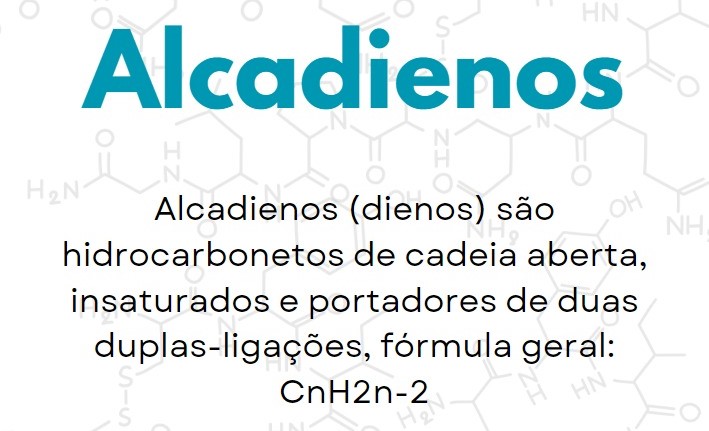 Alcadienos
Alcadienos (dienos) são
hidrocarbonetos de cadeia aberta,
insaturados e portadores de duas
duplas-ligações, fórmula geral:
CnH2n-2